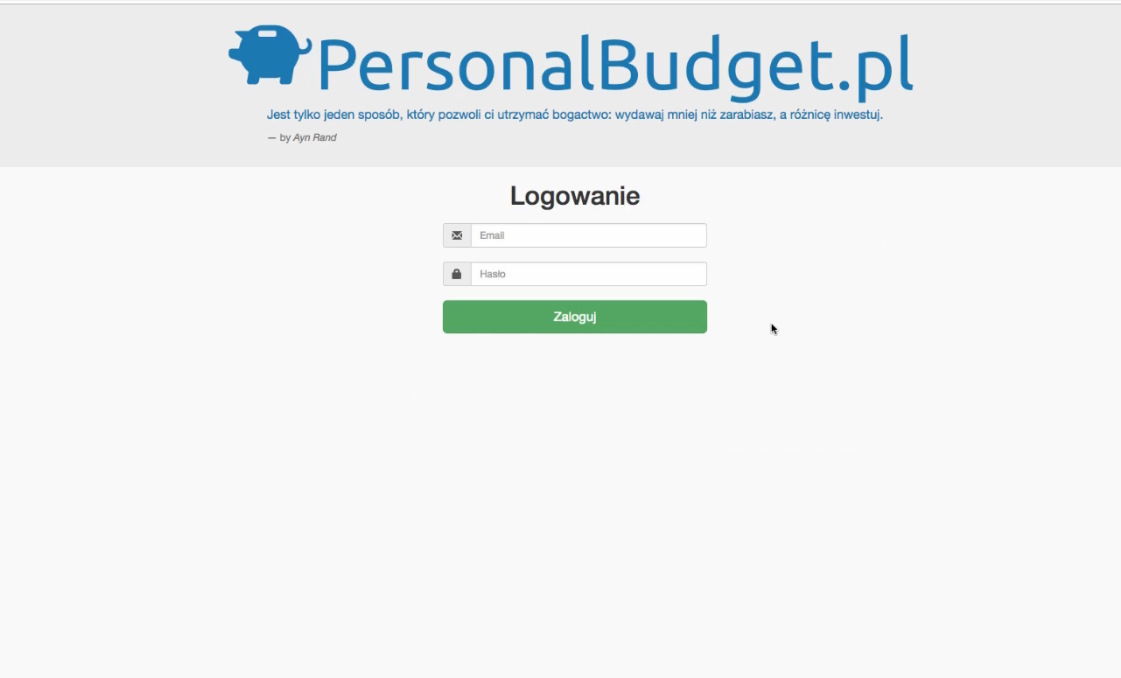 PersonalBudget.pl
Jest tylko jeden sposób, który pozwoli ci utrzymać bogactwo: wydawaj mniej niż zarabiasz, a różnicę inwestuj.
— by Ayn Rand
Logowanie
Email
Hasło
Zaloguj